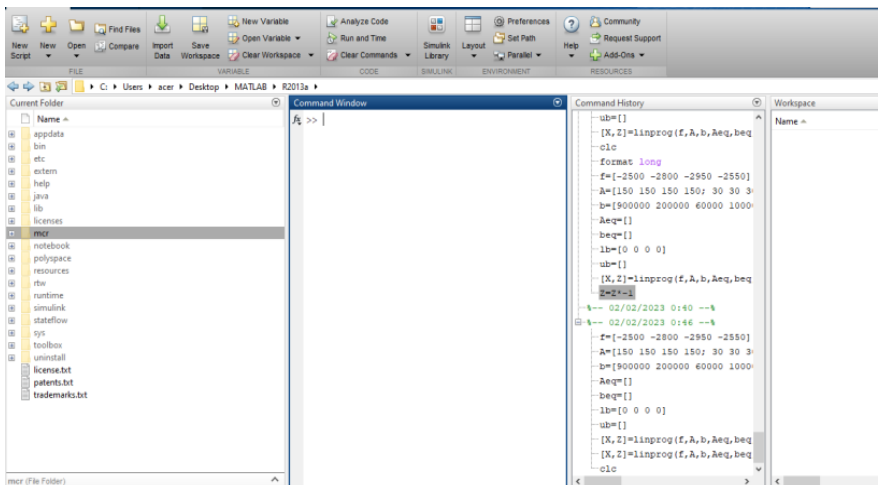 New Script
New
Open
Find Files
Compare
Import Data
Save Workspace
New Variable
Open Variable
Clear Workspace
Analyze Code
Run and Time
Clear Commands
Simulink Library
Layout
Preferences
Set Path
Parallel
Help
Community
Request Support
Add-Ons
FILE
VARIABLE
CODE
SIMULINK
ENVIRONMENT
RESOURCES
C: Users acer Desktop MATLAB R2013a
Current Folder
Name
appdata
bin
etc
extern
help
java
lib
licenses
mcr
notebook
polyspace
resources
rtw
runtime
simulink
stateflow
sys
toolbox
uninstall
license.txt
patents.txt
trademarks.txt
mcr (File Folder)
Command Window
fx >>
Command History
ub=[]
[X,Z]=linprog(f,A,b,Aeq,beq
clc
format long
f=[-2500 -2800 -2950 -2550]
A=[150 150 150 150; 30 30 3
b=[900000 200000 60000 1000
Aeq=[]
beq=[]
lb=[0 0 0 0]
ub=[]
[X,Z]=linprog(f,A,b,Aeq,beq
Z=Z*-1
%-- 02/02/2023 0:40 --%
%-- 02/02/2023 0:46 --%
f=[-2500 -2800 -2950 -2550]
A=[150 150 150 150; 30 30 3
b=[900000 200000 60000 1000
Aeq=[]
beq=[]
lb=[0 0 0 0]
ub=[]
[X,Z]=linprog(f,A,b,Aeq,beq
[X,Z]=linprog(f,A,b,Aeq,beq
clc
Workspace
Name